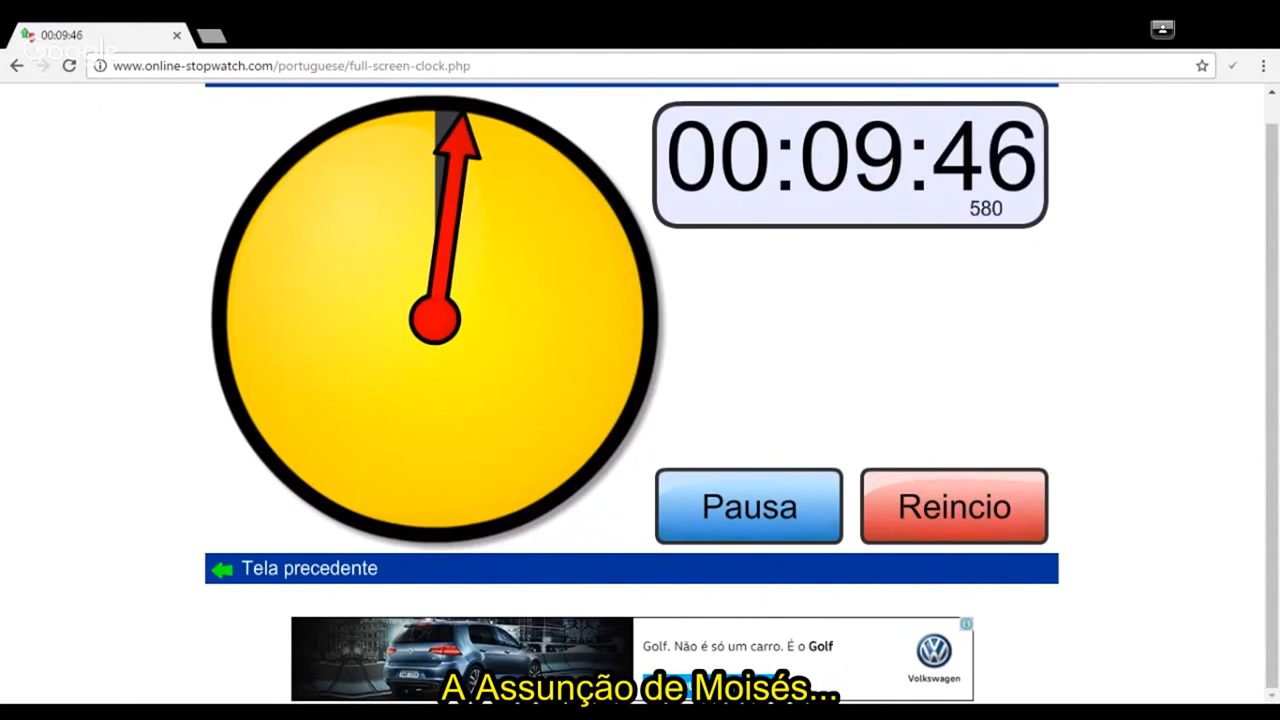 00:09:46
Google
www.online-stopwatch.com/portuguese/full-screen-clock.php
00:09:46
580
Pausa
Reincio
Tela precedente
Golf. Não é só um carro. É o Golf
Volkswagen
A Assunção de Moisés...